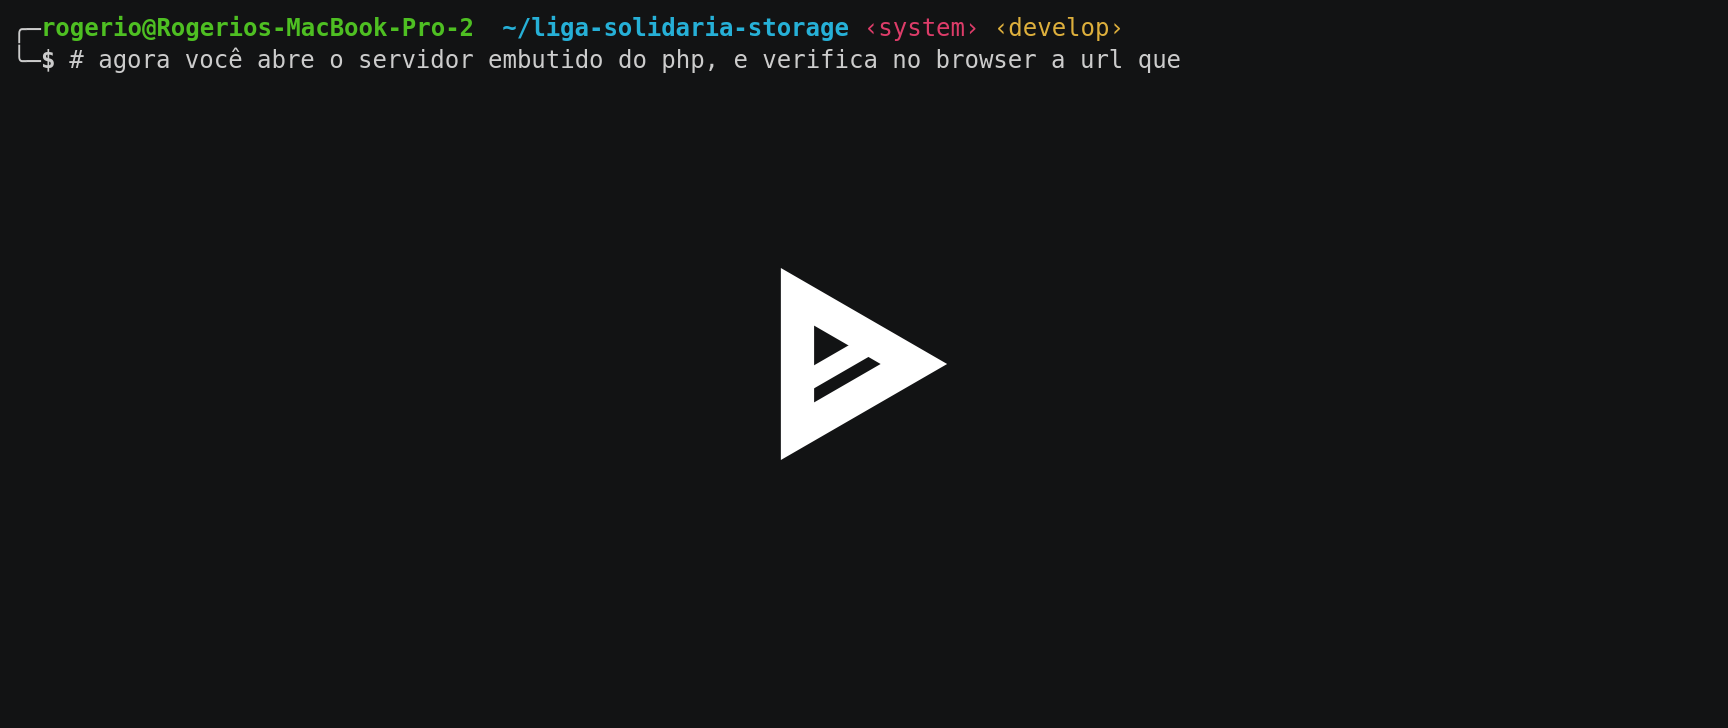 ╭─rogerio@Rogerios-MacBook-Pro-2  ~/liga-solidaria-storage ‹system› ‹develop›
╰─$ # agora você abre o servidor embutido do php, e verifica no browser a url que